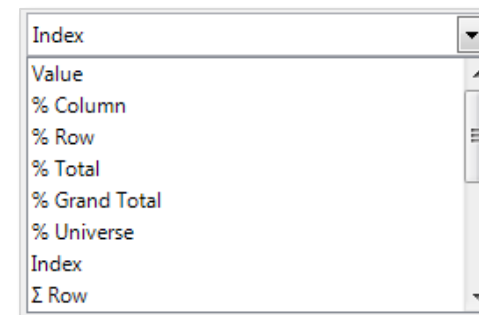 Index
Value
% Column
% Row
% Total
% Grand Total
% Universe
Index
Σ Row